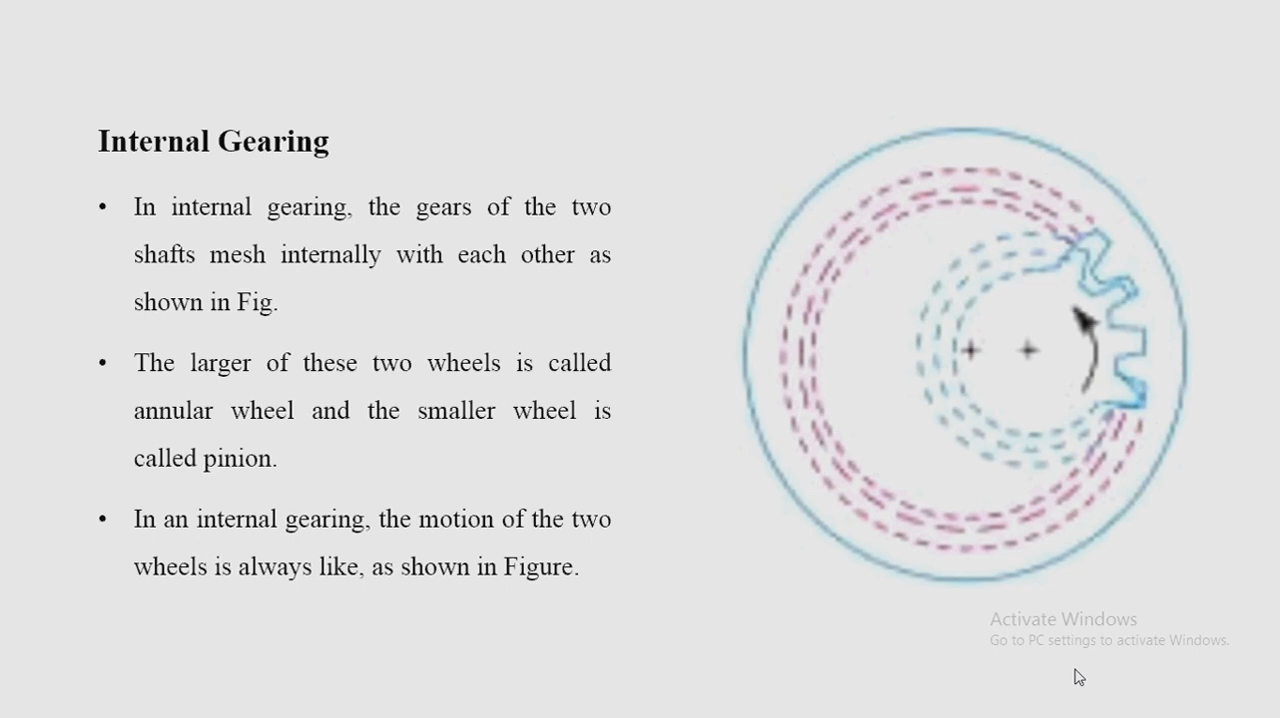 Internal Gearing
• In internal gearing, the gears of the two
shafts mesh internally with each other as
shown in Fig.
• The larger of these two wheels is called
annular wheel and the smaller wheel is
called pinion.
• In an internal gearing, the motion of the two
wheels is always like, as shown in Figure.
Activate Windows
Go to PC settings to activate Windows.